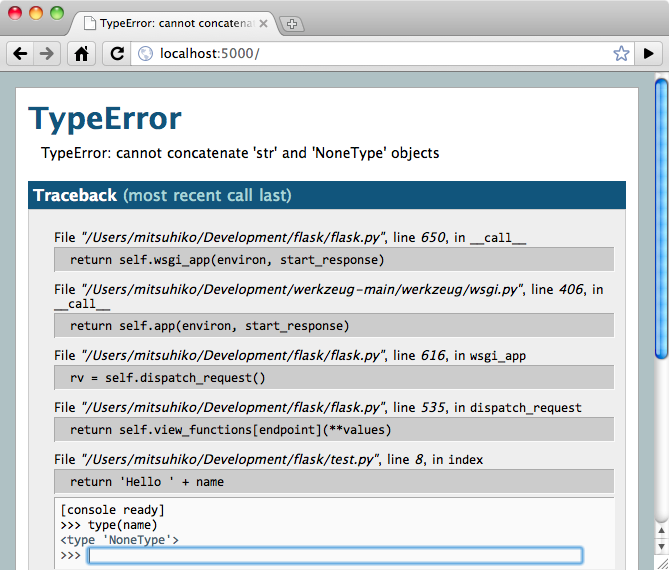 TypeError: cannot concatena
localhost:5000/
TypeError
TypeError: cannot concatenate 'str' and 'NoneType' objects
Traceback (most recent call last)
File "/Users/mitsuhiko/Development/flask/flask.py", line 650, in __call__
return self.wsgi_app(environ, start_response)
File "/Users/mitsuhiko/Development/werkzeug-main/werkzeug/wsgi.py", line 406, in
__call__
return self.app(environ, start_response)
File "/Users/mitsuhiko/Development/flask/flask.py", line 616, in wsgi_app
rv = self.dispatch_request()
File "/Users/mitsuhiko/Development/flask/flask.py", line 535, in dispatch_request
return self.view_functions[endpoint](**values)
File "/Users/mitsuhiko/Development/flask/test.py", line 8, in index
return 'Hello ' + name
[console ready]
>>> type(name)
<type 'NoneType'>
>>>